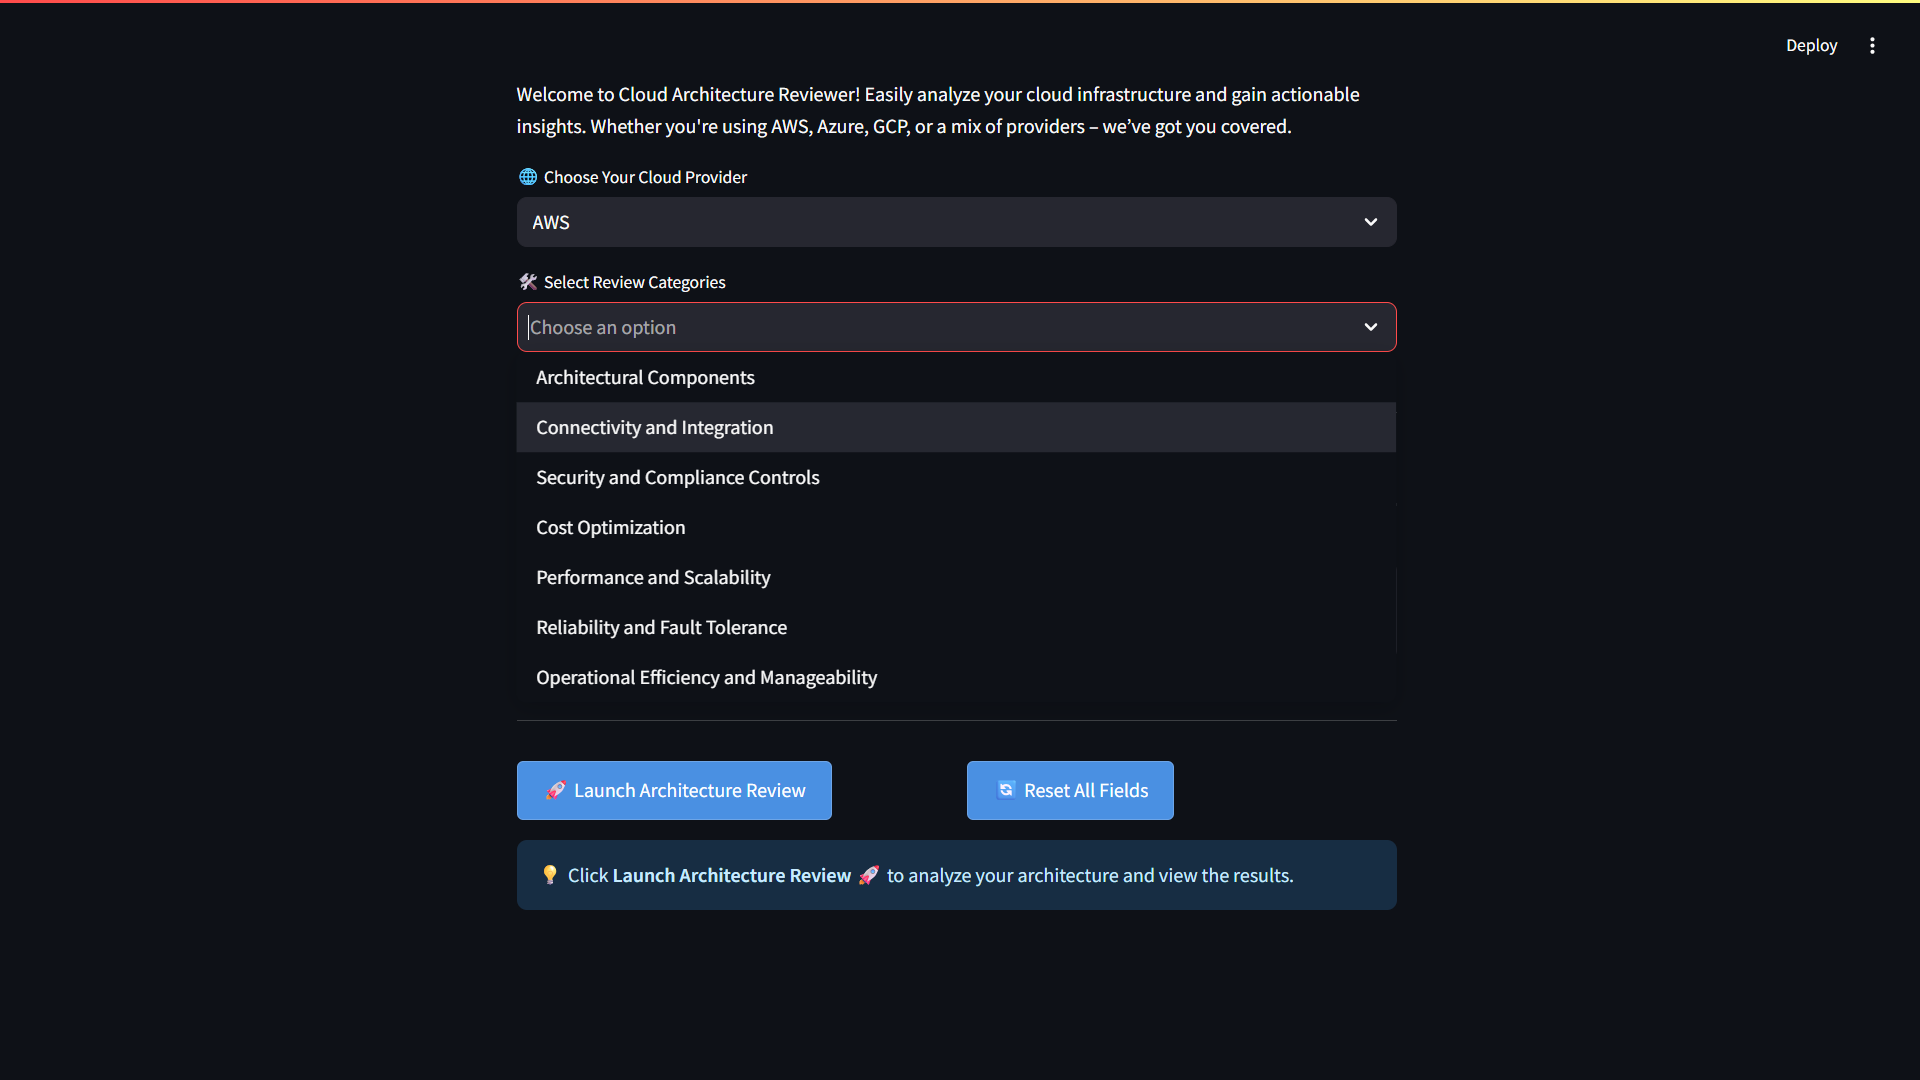 Deploy
Welcome to Cloud Architecture Reviewer! Easily analyze your cloud infrastructure and gain actionable
insights. Whether you're using AWS, Azure, GCP, or a mix of providers – we’ve got you covered.
🌐 Choose Your Cloud Provider
AWS
🛠️ Select Review Categories
Choose an option
Architectural Components
Connectivity and Integration
Security and Compliance Controls
Cost Optimization
Performance and Scalability
Reliability and Fault Tolerance
Operational Efficiency and Manageability
🚀 Launch Architecture Review
🔄 Reset All Fields
💡 Click Launch Architecture Review 🚀 to analyze your architecture and view the results.